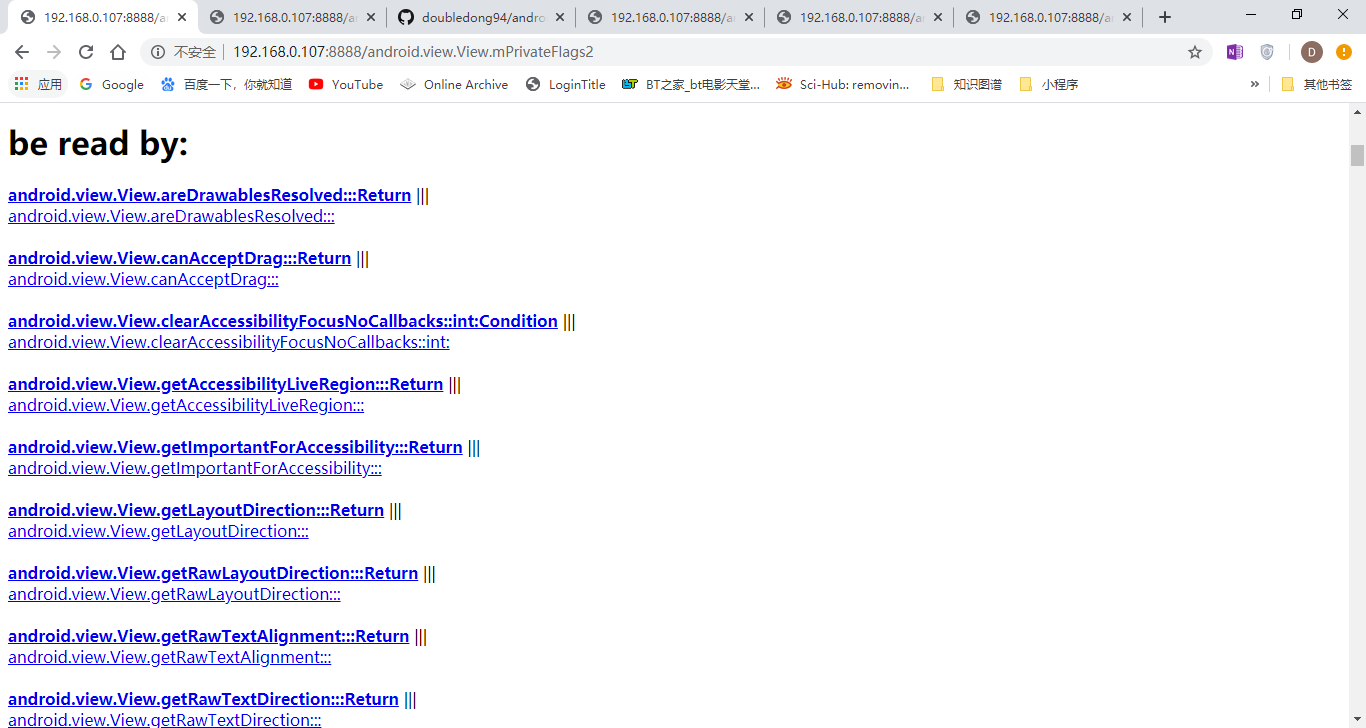 192.168.0.107:8888/a
192.168.0.107:8888/a
doubledong94/andro
192.168.0.107:8888/a
192.168.0.107:8888/a
192.168.0.107:8888/a
不安全 192.168.0.107:8888/android.view.View.mPrivateFlags2
D
应用 Google 百度一下，你就知道 YouTube Online Archive LoginTitle BT之家_bt电影天堂... Sci-Hub: removin... 知识图谱 小程序 » 其他书签
be read by:
android.view.View.areDrawablesResolved:::Return |||
android.view.View.areDrawablesResolved:::
android.view.View.canAcceptDrag:::Return |||
android.view.View.canAcceptDrag:::
android.view.View.clearAccessibilityFocusNoCallbacks::int:Condition |||
android.view.View.clearAccessibilityFocusNoCallbacks::int:
android.view.View.getAccessibilityLiveRegion:::Return |||
android.view.View.getAccessibilityLiveRegion:::
android.view.View.getImportantForAccessibility:::Return |||
android.view.View.getImportantForAccessibility:::
android.view.View.getLayoutDirection:::Return |||
android.view.View.getLayoutDirection:::
android.view.View.getRawLayoutDirection:::Return |||
android.view.View.getRawLayoutDirection:::
android.view.View.getRawTextAlignment:::Return |||
android.view.View.getRawTextAlignment:::
android.view.View.getRawTextDirection:::Return |||
android.view.View.getRawTextDirection:::